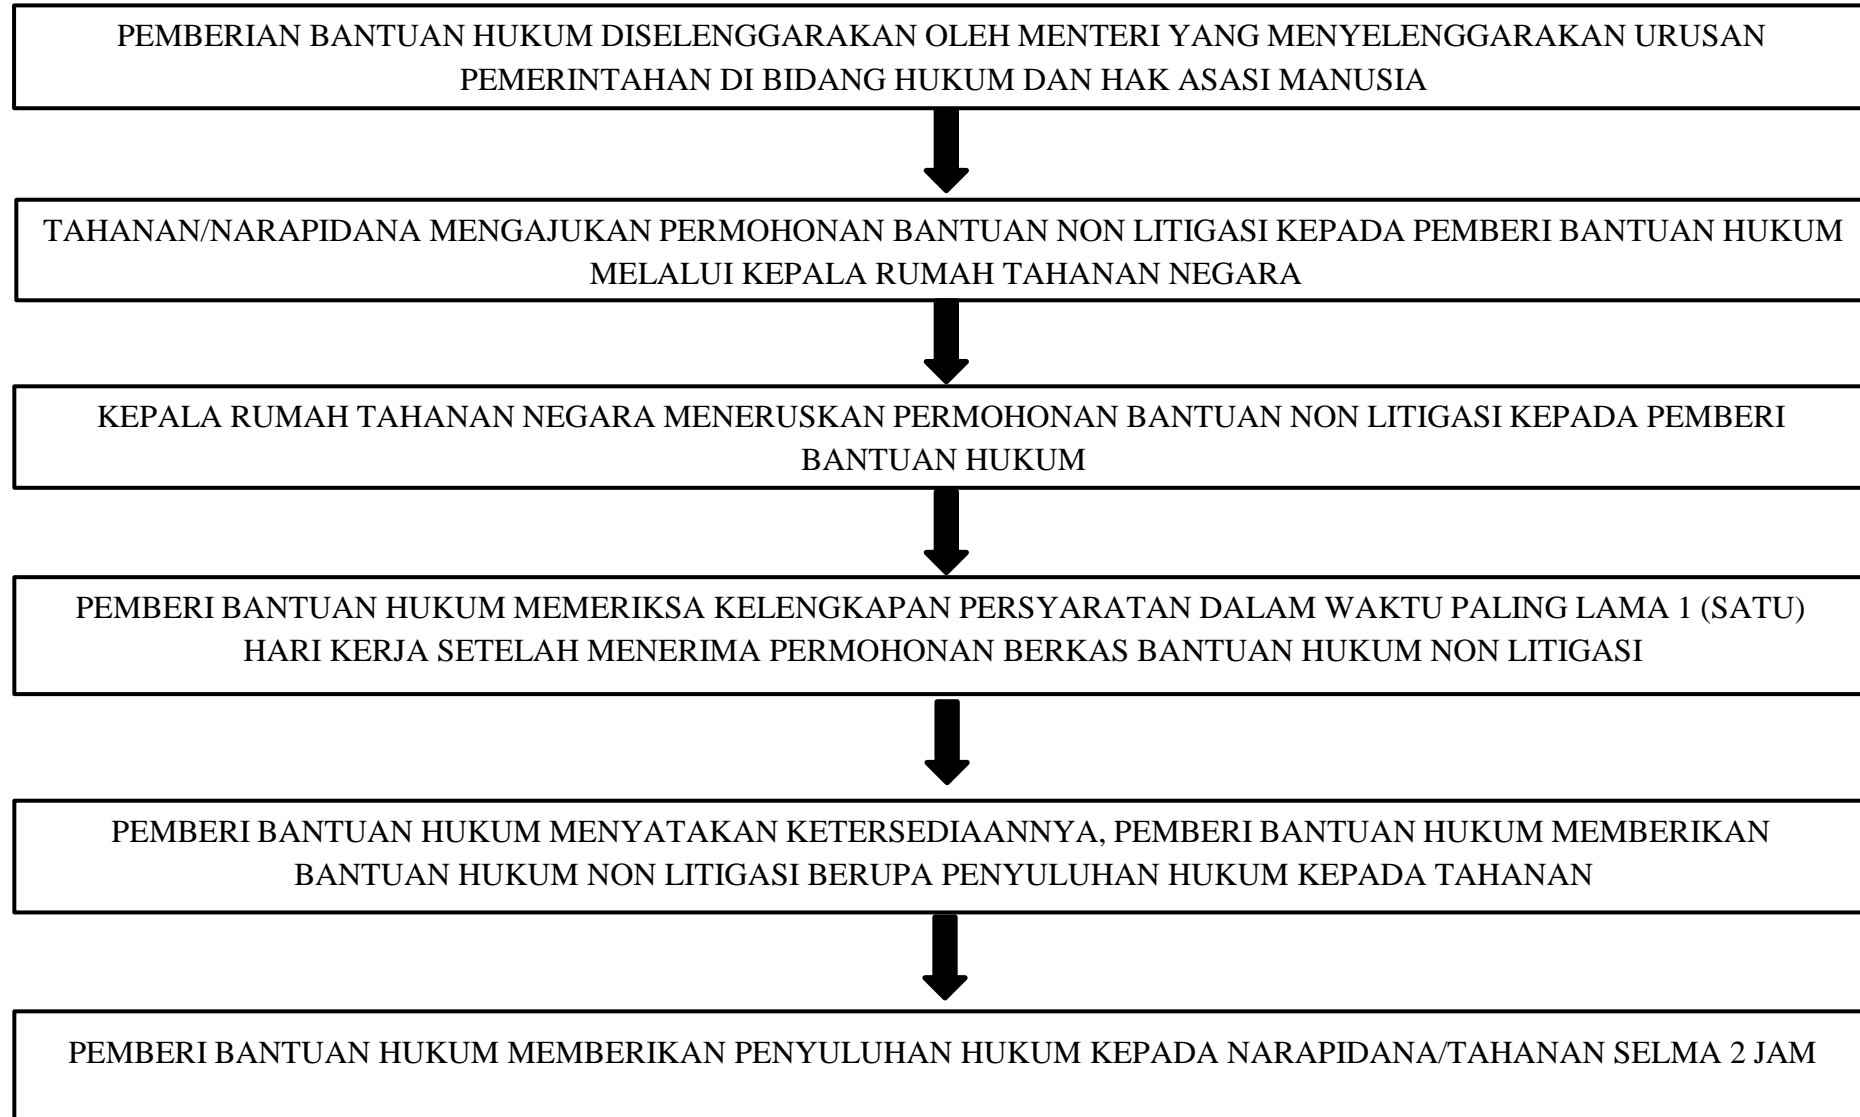 PEMBERIAN BANTUAN HUKUM DISELENGGARAKAN OLEH MENTERI YANG MENYELENGGARAKAN URUSAN
PEMERINTAHAN DI BIDANG HUKUM DAN HAK ASASI MANUSIA
TAHANAN/NARAPIDANA MENGAJUKAN PERMOHONAN BANTUAN NON LITIGASI KEPADA PEMBERI BANTUAN HUKUM
MELALUI KEPALA RUMAH TAHANAN NEGARA
KEPALA RUMAH TAHANAN NEGARA MENERUSKAN PERMOHONAN BANTUAN NON LITIGASI KEPADA PEMBERI
BANTUAN HUKUM
PEMBERI BANTUAN HUKUM MEMERIKSA KELENGKAPAN PERSYARATAN DALAM WAKTU PALING LAMA 1 (SATU)
HARI KERJA SETELAH MENERIMA PERMOHONAN BERKAS BANTUAN HUKUM NON LITIGASI
PEMBERI BANTUAN HUKUM MENYATAKAN KETERSEDIAANNYA, PEMBERI BANTUAN HUKUM MEMBERIKAN
BANTUAN HUKUM NON LITIGASI BERUPA PENYULUHAN HUKUM KEPADA TAHANAN
PEMBERI BANTUAN HUKUM MEMBERIKAN PENYULUHAN HUKUM KEPADA NARAPIDANA/TAHANAN SELMA 2 JAM